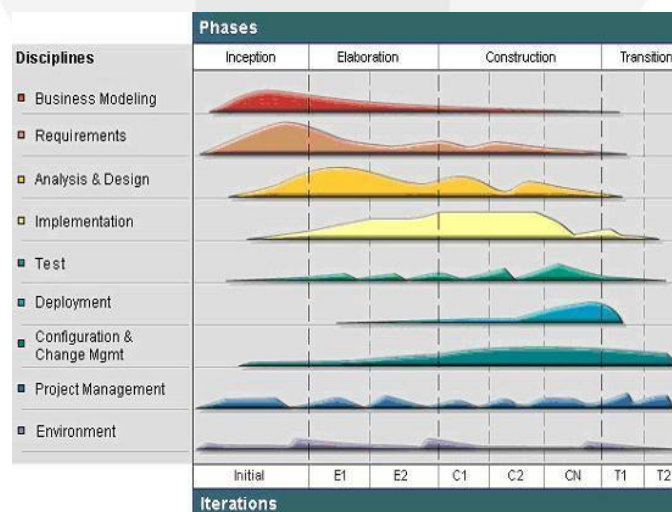 Phases
Disciplines
Inception Elaboration Construction Transition
Business Modeling
Requirements
Analysis & Design
Implementation
Test
Deployment
Configuration &
Change Mgmt
Project Management
Environment
Initial E1 E2 C1 C2 CN T1 T2
Iterations